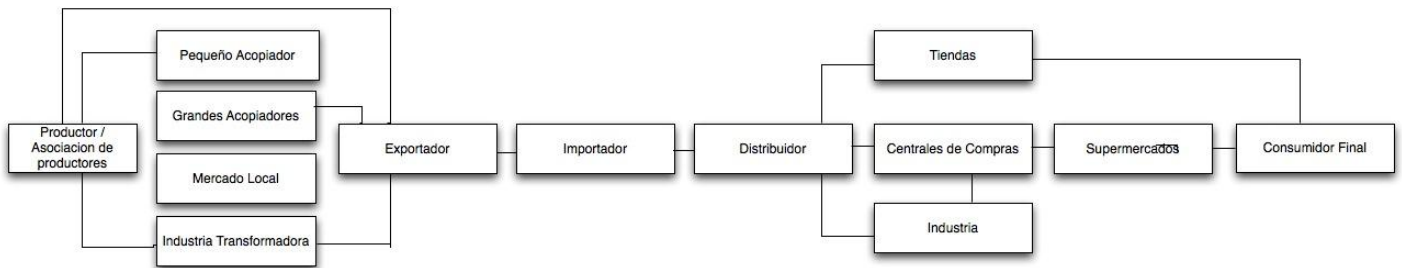 Pequeño Acopiador
Tiendas
Grandes Acopiadores
Productor /
Asociacion de
productores
Exportador
Importador
Distribuidor
Centrales de Compras
Supermercados
Consumidor Final
Mercado Local
Industria
Industria Transformadora